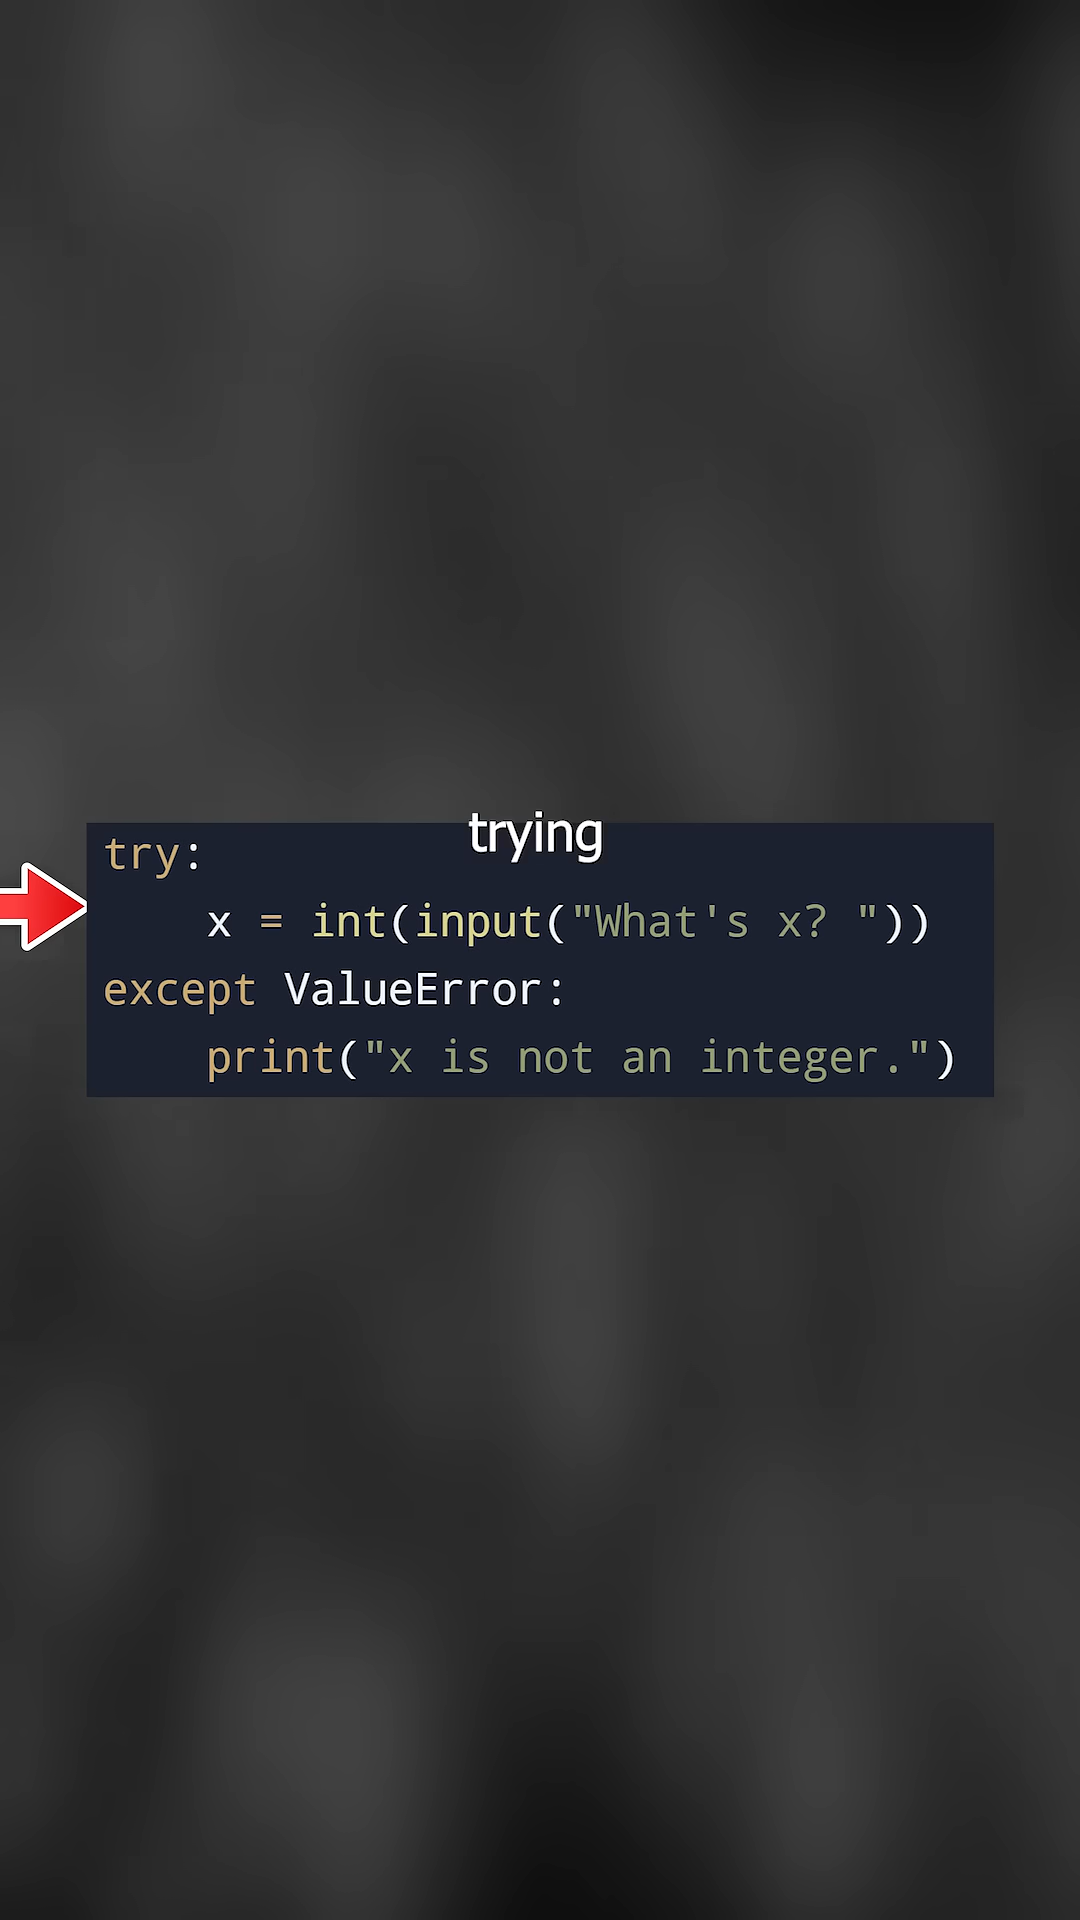 trying
try:
    x = int(input("What's x? "))
except ValueError:
    print("x is not an integer.")